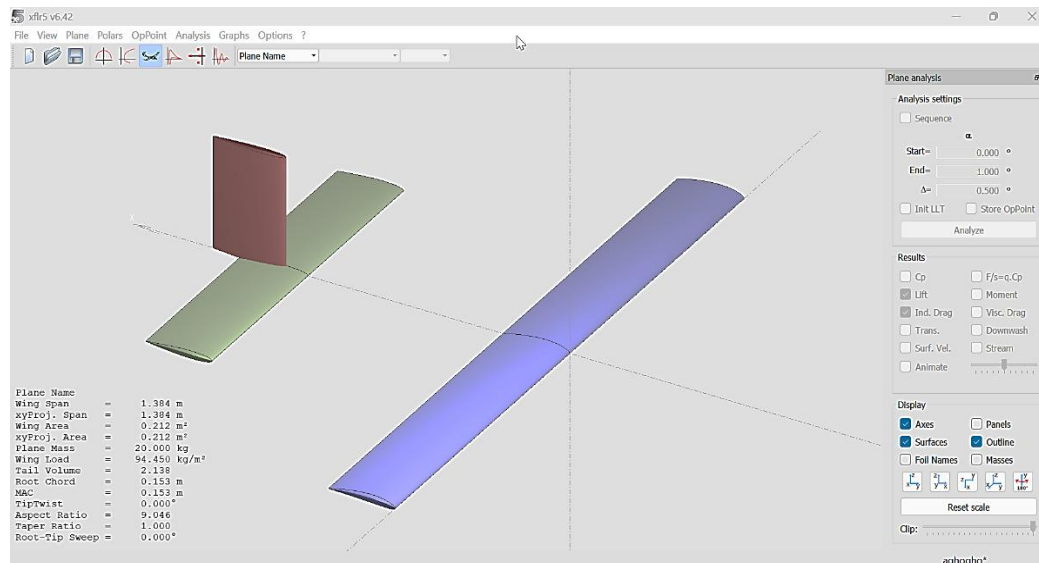 xflr5 v6.42
File View Plane Polars OpPoint Analysis Graphs Options ?
Plane Name
Plane analysis
Analysis settings
Sequence
α
Start= 0.000 °
End= 1.000 °
Δ= 0.500 °
Init LLT Store OpPoint
Analyze
Results
Cp F/s=q.Cp
Lift Moment
Ind. Drag Visc. Drag
Trans. Downwash
Surf. Vel. Stream
Animate
Display
Axes Panels
Surfaces Outline
Foil Names Masses
Reset scale
Clip:
X
Plane Name
Wing Span = 1.384 m
xyProj. Span = 1.384 m
Wing Area = 0.212 m²
xyProj. Area = 0.212 m²
Plane Mass = 20.000 kg
Wing Load = 94.450 kg/m²
Tail Volume = 2.138
Root Chord = 0.153 m
MAC = 0.153 m
TipTwist = 0.000°
Aspect Ratio = 9.046
Taper Ratio = 1.000
Root-Tip Sweep = 0.000°